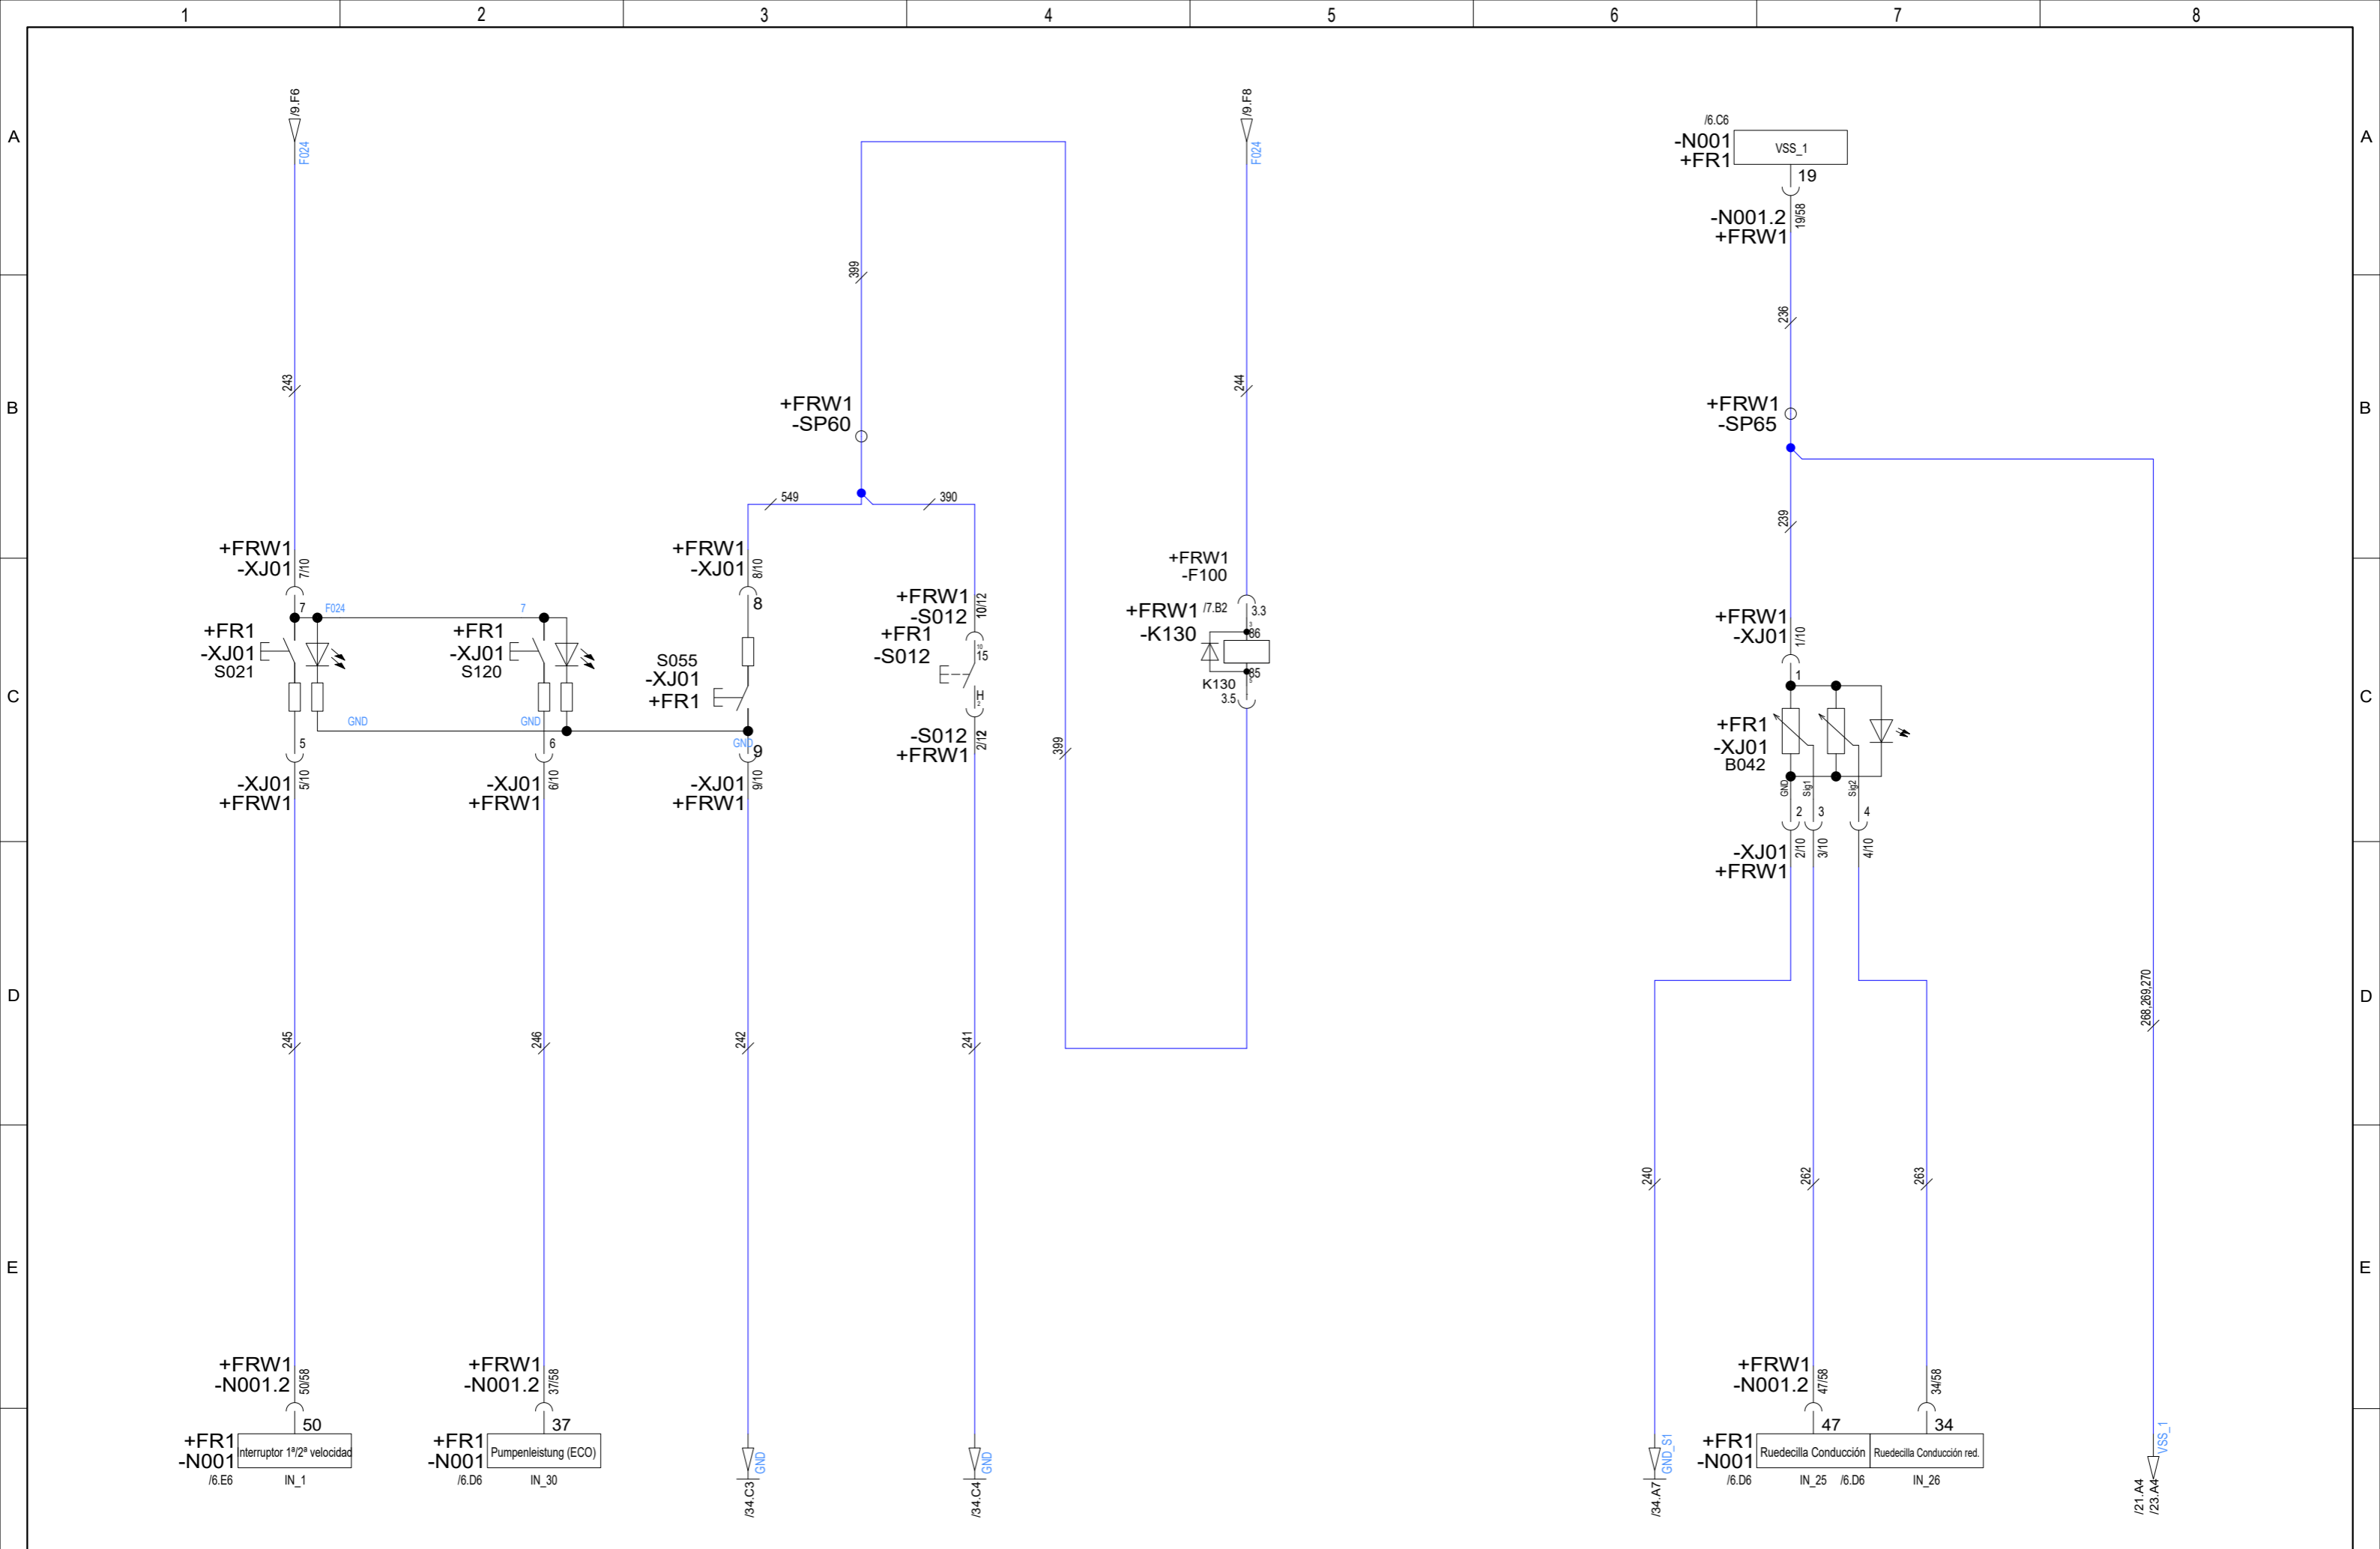 1 2 3 4 5 6 7 8
A A
B B
C C
D D
E E
/9.F6
F024
243
+FRW1
-XJ01
7/10
7
F024
7
+FR1
-XJ01
S021
+FR1
-XJ01
S120
GND
GND
5
-XJ01
+FRW1
5/10
6
-XJ01
+FRW1
6/10
245
246
+FRW1
-N001.2
50/58
50
+FR1
-N001
/6.E6
Interruptor 1ª/2ª velocidad
IN_1
+FRW1
-N001.2
37/58
37
+FR1
-N001
/6.D6
Pumpenleistung (ECO)
IN_30
399
+FRW1
-SP60
549
390
+FRW1
-XJ01
8/10
8
S055
-XJ01
+FR1
GND
9
-XJ01
+FRW1
9/10
242
GND
/34.C3
+FRW1
-S012
10/12
+FR1
-S012
10
15
H
2
-S012
+FRW1
2/12
241
GND
/34.C4
399
/9.F8
F024
244
+FRW1
-F100
3.3
+FRW1
/7.B2
-K130
86
85
K130
3.5
/6.C6
-N001
+FR1
VSS_1
19
-N001.2
+FRW1
19/58
236
+FRW1
-SP65
239
+FRW1
-XJ01
1/10
1
+FR1
-XJ01
B042
GND
Sig1
Sig2
2
3
4
-XJ01
+FRW1
2/10
3/10
4/10
240
262
263
268,269,270
GND_S1
/34.A7
+FRW1
-N001.2
47/58
34/58
47
34
+FR1
-N001
/6.D6
Ruedecilla Conducción
Ruedecilla Conducción red.
IN_25
/6.D6
IN_26
VSS_1
/21.A4
/23.A4